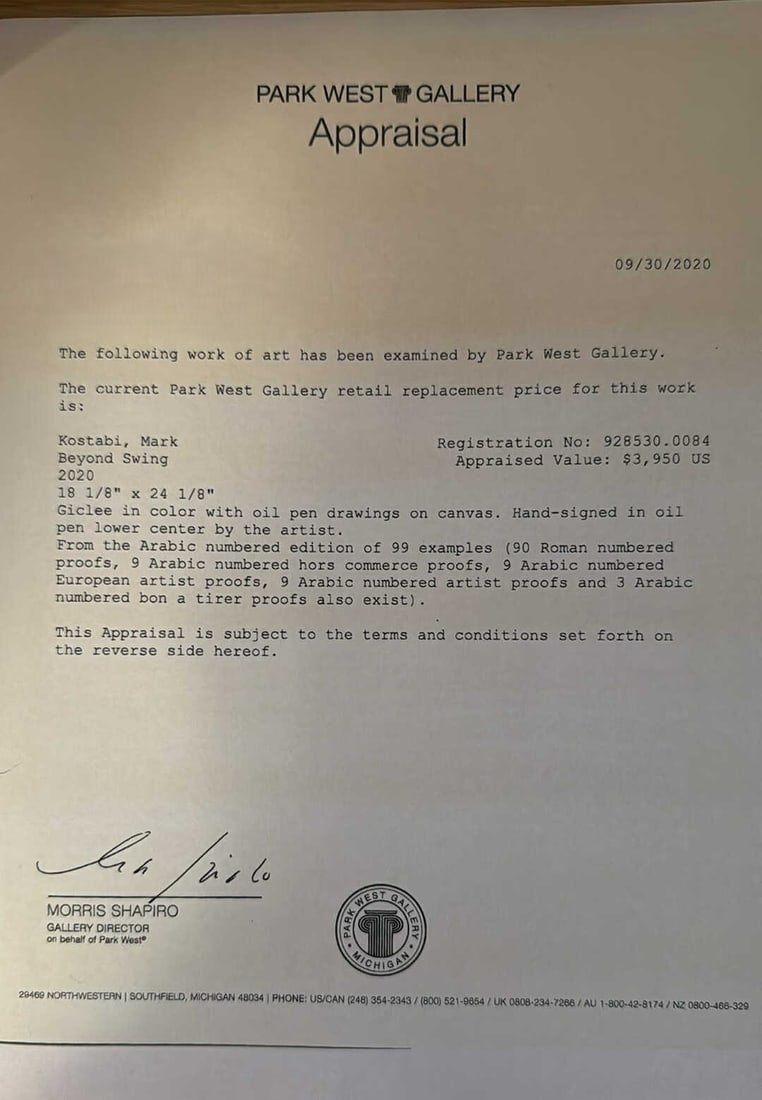 PARK WEST GALLERY
Appraisal
09/30/2020
The following work of art has been examined by Park West Gallery.
The current Park West Gallery retail replacement price for this work
is:
Kostabi, Mark
Registration No: 928530.0084
Beyond Swing
Appraised Value: $3,950 US
2020
18 1/8" x 24 1/8"
Giclee in color with oil pen drawings on canvas. Hand-signed in oil
pen lower center by the artist.
From the Arabic numbered edition of 99 examples (90 Roman numbered
proofs, 9 Arabic numbered hors commerce proofs, 9 Arabic numbered
European artist proofs, 9 Arabic numbered artist proofs and 3 Arabic
numbered bon a tirer proofs also exist).
This Appraisal is subject to the terms and conditions set forth on
the reverse side hereof.
MORRIS SHAPIRO
GALLERY DIRECTOR
on behalf of Park West®
PARK WEST GALLERY
• MICHIGAN •
29469 NORTHWESTERN | SOUTHFIELD, MICHIGAN 48034 | PHONE: US/CAN (248) 354-2343 / (800) 521-9654 / UK 0808-234-7266 / AU 1-800-42-8174 / NZ 0800-466-329